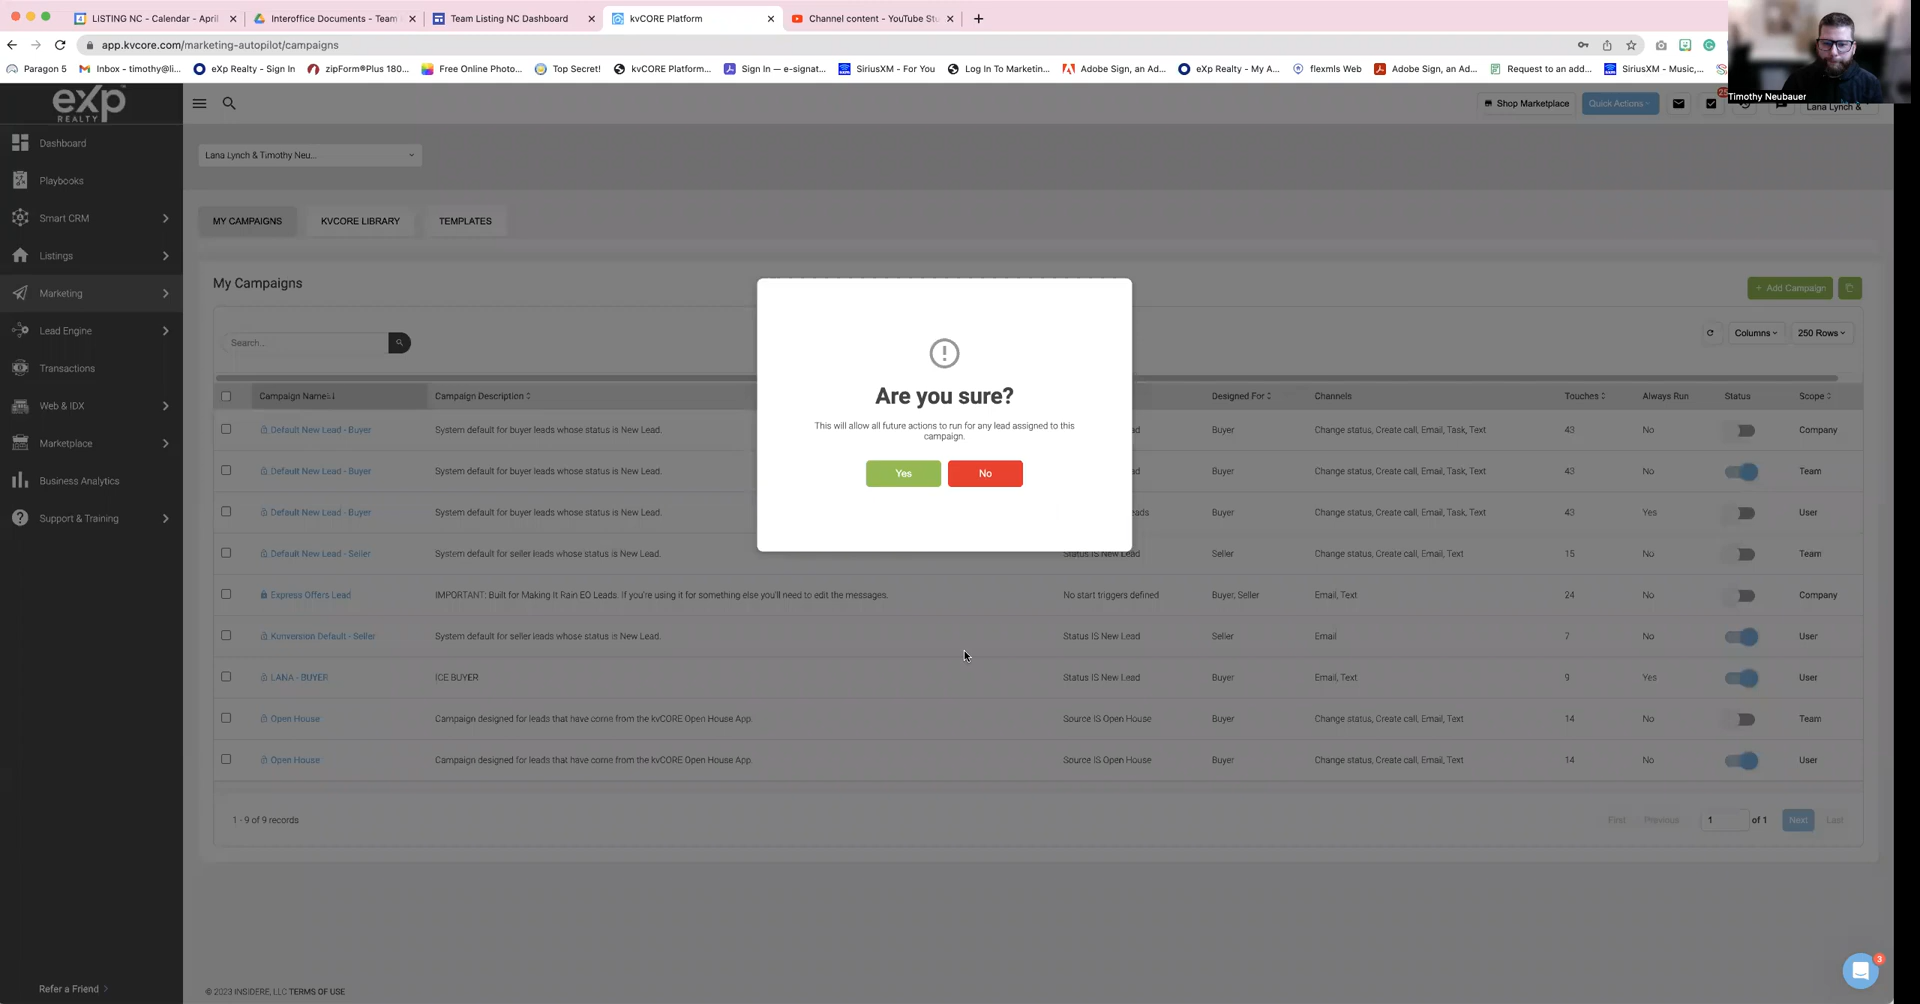 LISTING NC - Calendar - April
Interoffice Documents - Team
Team Listing NC Dashboard
kvCORE Platform
Channel content - YouTube St
app.kvcore.com/marketing-autopilot/campaigns
Paragon 5
Inbox - timothy@li...
eXp Realty - Sign In
zipForm®Plus 180...
Free Online Photo...
Top Secret!
kvCORE Platform...
Sign In — e-signat...
SiriusXM - For You
Log In To Marketin...
Adobe Sign, an Ad...
eXp Realty - My A...
flexmls Web
Adobe Sign, an Ad...
Request to an add...
SiriusXM - Music,...
Timothy Neubauer
eXp
REALTY
Shop Marketplace
Quick Actions
Lana Lynch &
Dashboard
Playbooks
Smart CRM
Listings
Marketing
Lead Engine
Transactions
Web & IDX
Marketplace
Business Analytics
Support & Training
Refer a Friend
Lana Lynch & Timothy Neu...
MY CAMPAIGNS
KVCORE LIBRARY
TEMPLATES
My Campaigns
+ Add Campaign
Search...
Columns
250 Rows
Campaign Name Campaign Description Designed For Channels Touches Always Run Status Scope
Default New Lead - Buyer System default for buyer leads whose status is New Lead. ad Buyer Change status, Create call, Email, Task, Text 43 No Company
Default New Lead - Buyer System default for buyer leads whose status is New Lead. ad Buyer Change status, Create call, Email, Task, Text 43 No Team
Default New Lead - Buyer System default for buyer leads whose status is New Lead. eads Buyer Change status, Create call, Email, Task, Text 43 Yes User
Default New Lead - Seller System default for seller leads whose status is New Lead. Status IS New Lead Seller Change status, Create call, Email, Text 15 No Team
Express Offers Lead IMPORTANT: Built for Making It Rain EO Leads. If you're using it for something else you'll need to edit the messages. No start triggers defined Buyer, Seller Email, Text 24 No Company
Kunversion Default - Seller System default for seller leads whose status is New Lead. Status IS New Lead Seller Email 7 No User
LANA - BUYER ICE BUYER Status IS New Lead Buyer Email, Text 9 Yes User
Open House Campaign designed for leads that have come from the kvCORE Open House App. Source IS Open House Buyer Change status, Create call, Email, Text 14 No Team
Open House Campaign designed for leads that have come from the kvCORE Open House App. Source IS Open House Buyer Change status, Create call, Email, Text 14 No User
Are you sure?
This will allow all future actions to run for any lead assigned to this
campaign.
Yes
No
1 - 9 of 9 records
First
Previous
1
of 1
Next
Last
3
© 2023 INSIDERE, LLC TERMS OF USE